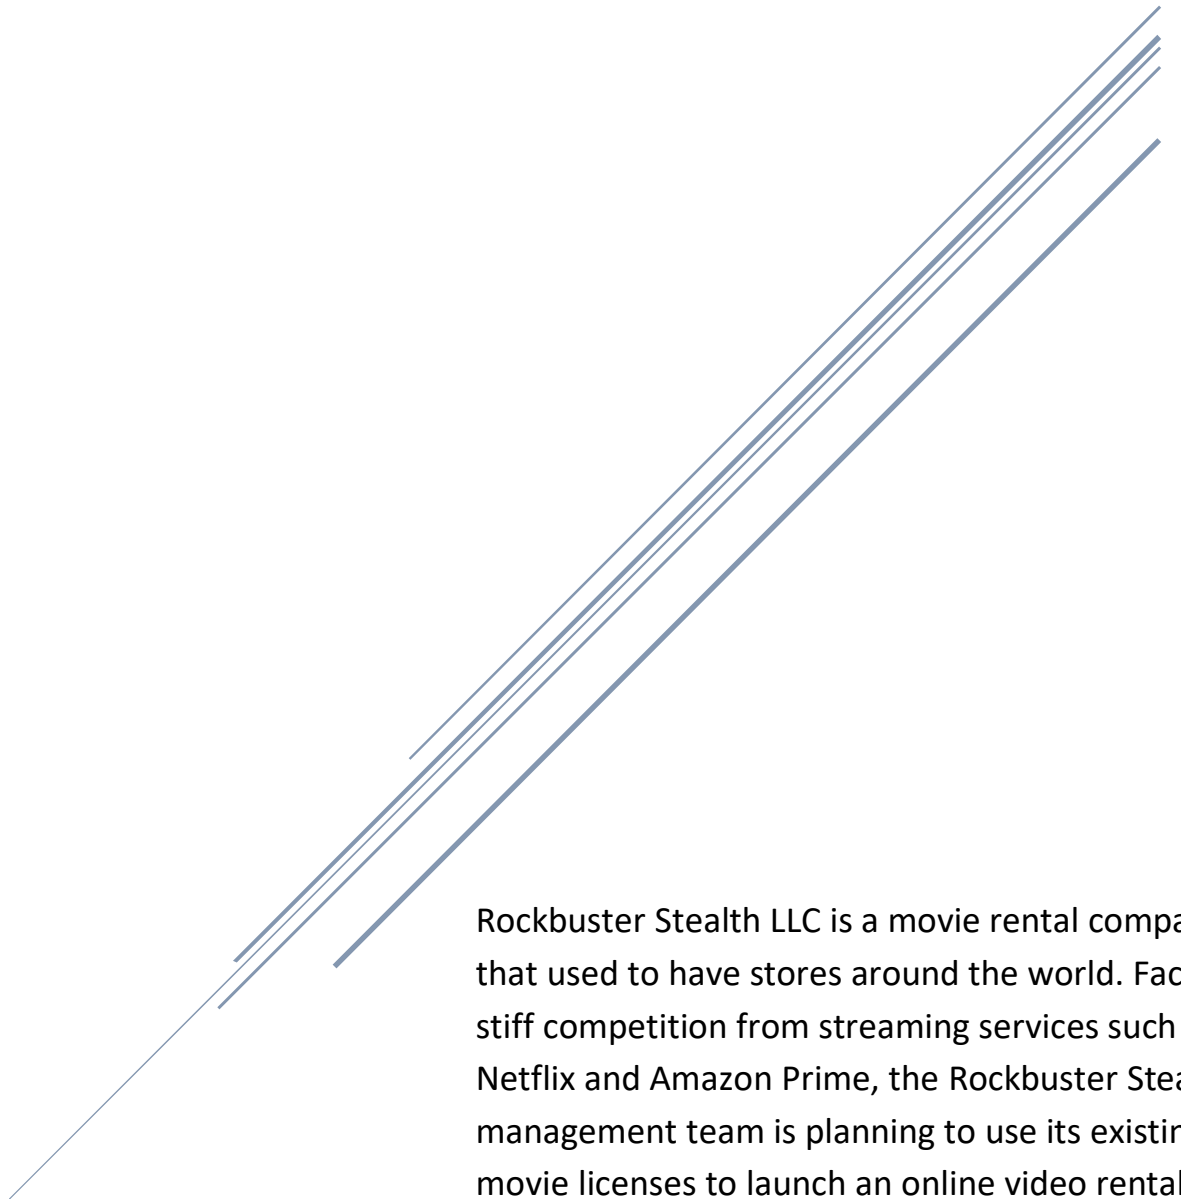 Rockbuster Stealth LLC is a movie rental compa
that used to have stores around the world. Fac
stiff competition from streaming services such
Netflix and Amazon Prime, the Rockbuster Stea
management team is planning to use its existin
movie licenses to launch an online video rental